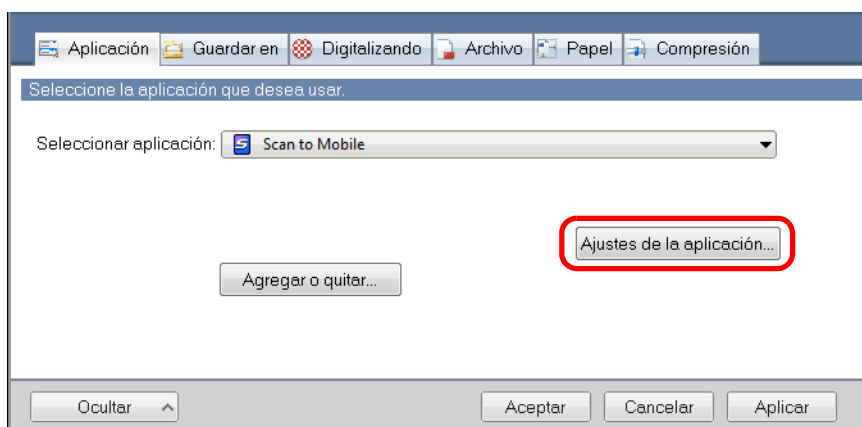 Aplicación Guardar en Digitalizando Archivo Papel Compresión
Seleccione la aplicación que desea usar.
Seleccionar aplicación: Scan to Mobile
Ajustes de la aplicación...
Agregar o quitar...
Ocultar Aceptar Cancelar Aplicar